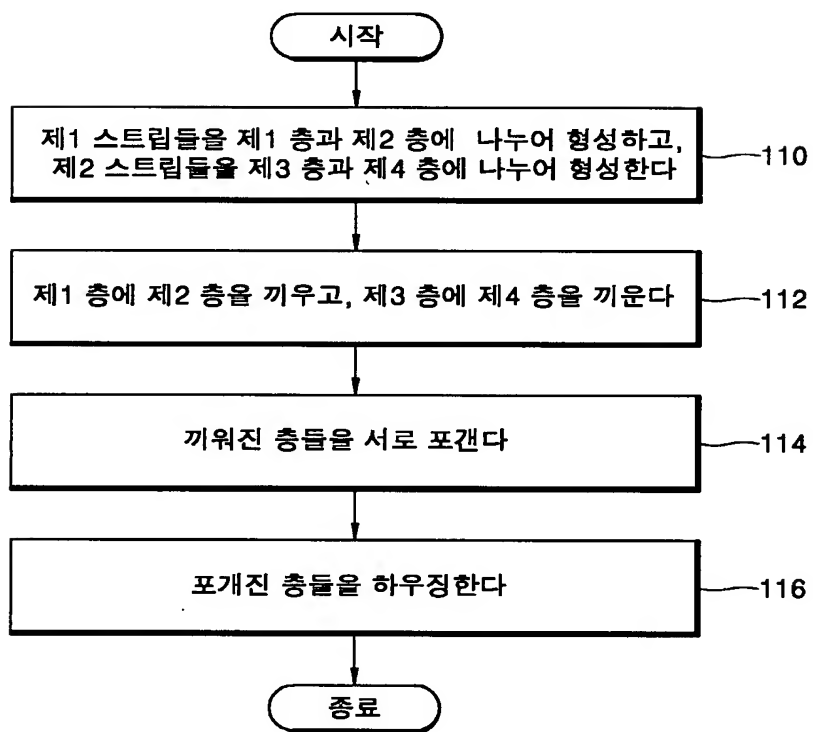 시작
제1 스트립들을 제1 층과 제2 층에 나누어 형성하고,
제2 스트립들을 제3 층과 제4 층에 나누어 형성한다
110
제1 층에 제2 층을 끼우고, 제3 층에 제4 층을 끼운다
112
끼워진 층들을 서로 포갠다
114
포개진 층들을 하우징한다
116
종료